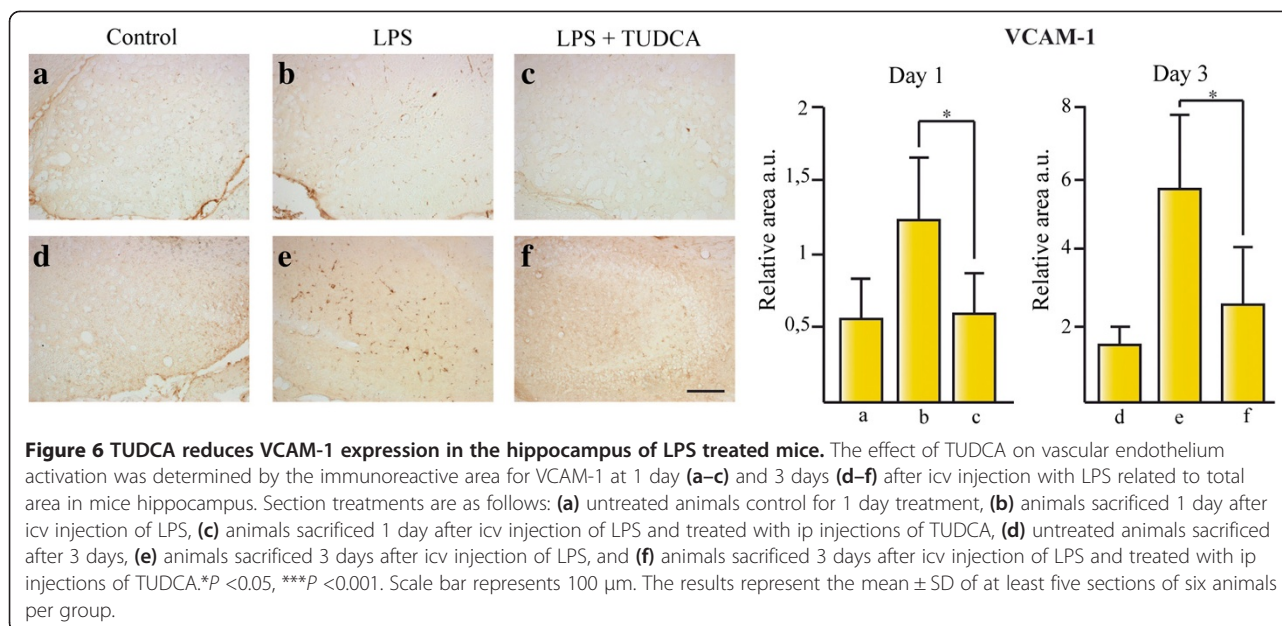 Control
LPS
LPS + TUDCA
a
b
c
d
e
f
VCAM-1
Day 1
Relative area a.u.
2
1,5
1
0,5
*
a
b
c
Day 3
Relative area a.u.
8
6
4
2
*
d
e
f
Figure 6 TUDCA reduces VCAM-1 expression in the hippocampus of LPS treated mice. The effect of TUDCA on vascular endothelium
activation was determined by the immunoreactive area for VCAM-1 at 1 day (a–c) and 3 days (d–f) after icv injection with LPS related to total
area in mice hippocampus. Section treatments are as follows: (a) untreated animals control for 1 day treatment, (b) animals sacrificed 1 day after
icv injection of LPS, (c) animals sacrificed 1 day after icv injection of LPS and treated with ip injections of TUDCA, (d) untreated animals sacrificed
after 3 days, (e) animals sacrificed 3 days after icv injection of LPS, and (f) animals sacrificed 3 days after icv injection of LPS and treated with ip
injections of TUDCA.*P <0.05, ***P <0.001. Scale bar represents 100 μm. The results represent the mean ± SD of at least five sections of six animals
per group.